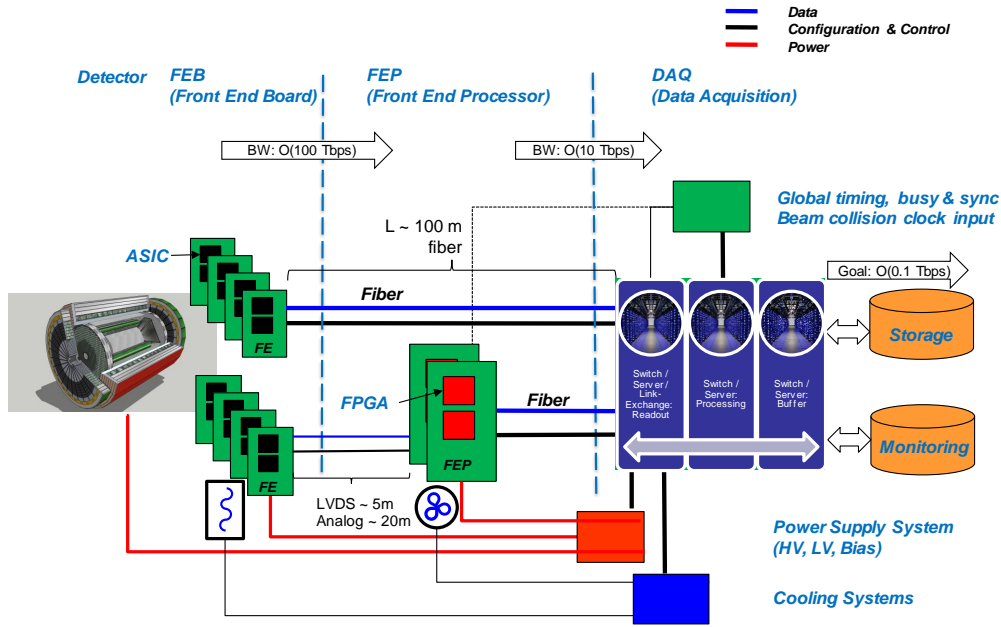 Data
Configuration & Control
Power
Detector
FEB
(Front End Board)
FEP
(Front End Processor)
DAQ
(Data Acquisition)
BW: O(100 Tbps)
BW: O(10 Tbps)
Global timing, busy & sync
Beam collision clock input
L ~ 100 m
fiber
ASIC
Goal: O(0.1 Tbps)
Fiber
FE
Storage
Switch /
Server /
Link-
Exchange:
Readout
Switch /
Server:
Processing
Switch /
Server:
Buffer
FPGA
Fiber
Monitoring
FE
FEP
LVDS ~ 5m
Analog ~ 20m
Power Supply System
(HV, LV, Bias)
Cooling Systems